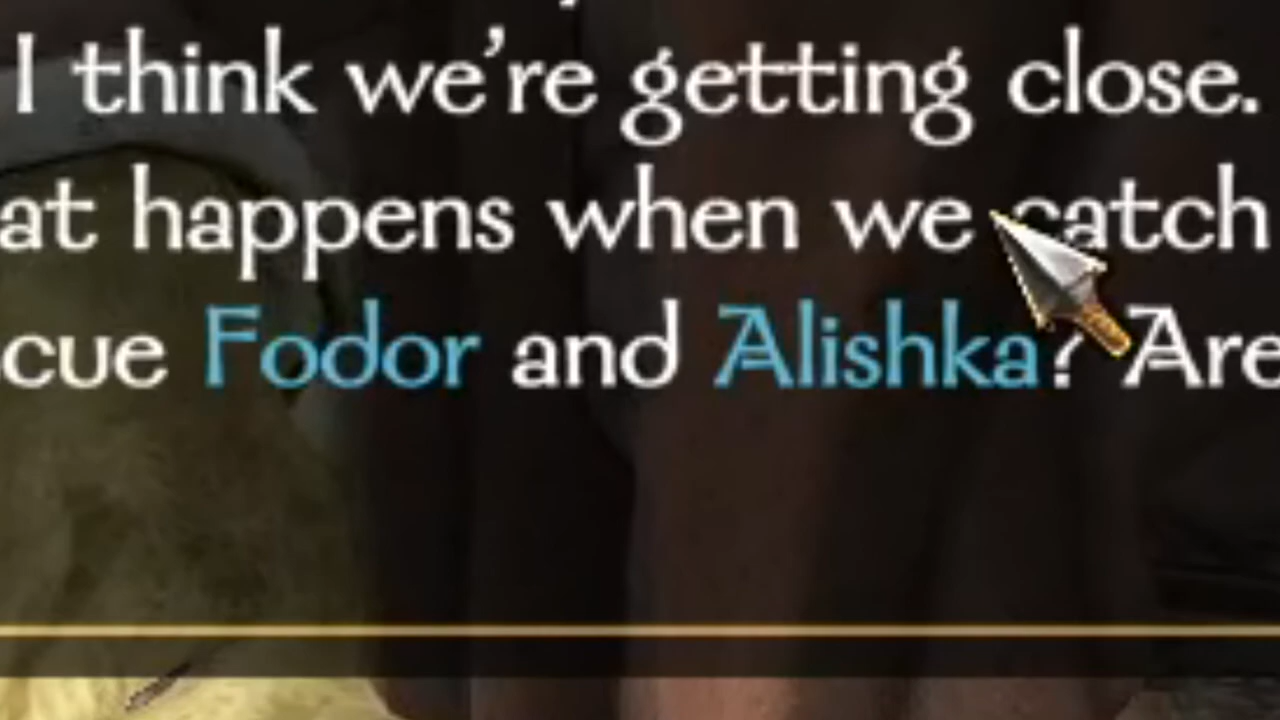 I think we're getting close.
at happens when we catch
cue Fodor and Alishka? Are